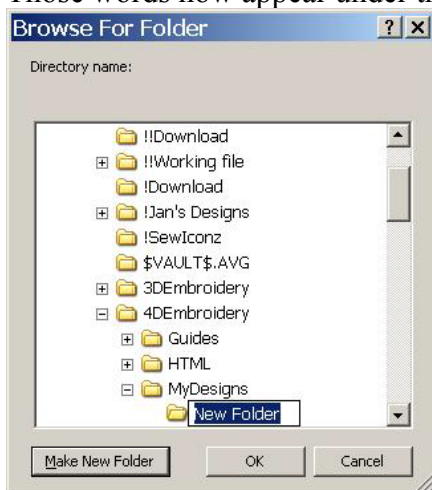 Those words now appear under th
Browse For Folder
Directory name:
!!Download
!!Working file
!Download
!Jan's Designs
!SewIconz
$VAULT$.AVG
3DEmbroidery
4DEmbroidery
Guides
HTML
MyDesigns
New Folder
Make New Folder OK Cancel